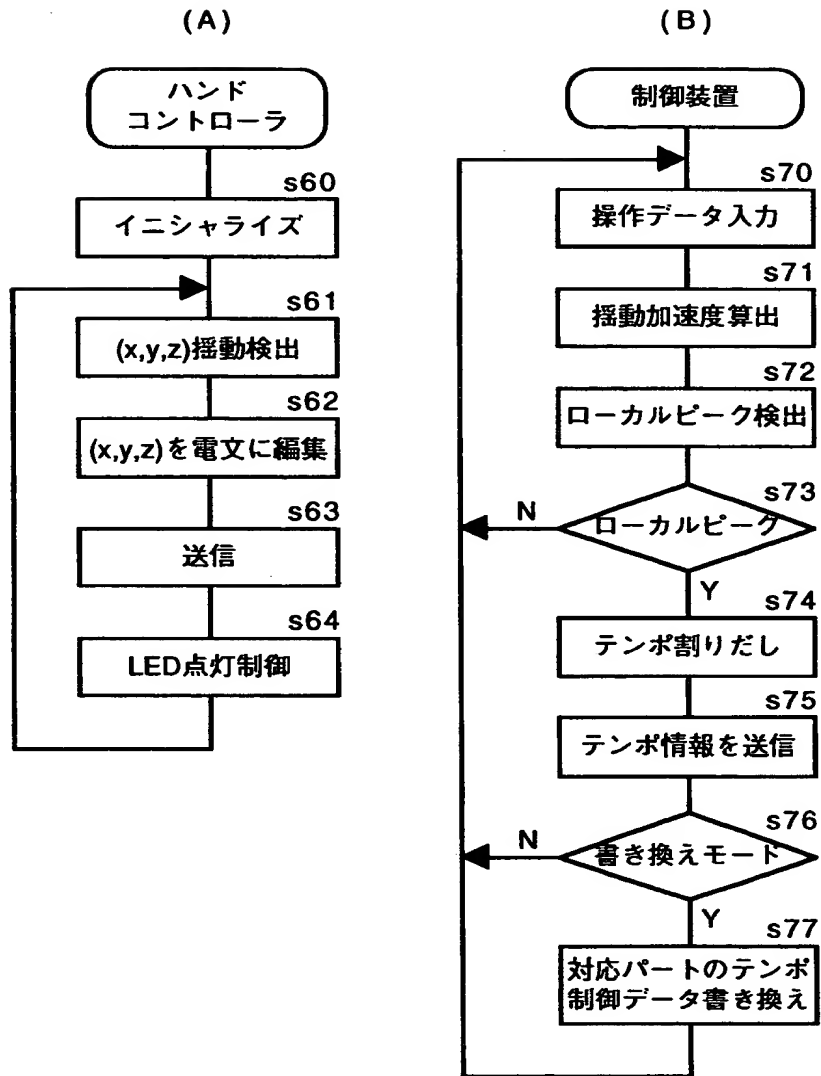 (A)
ハンド
コントローラ
s60
イニシャライズ
s61
(x,y,z)揺動検出
s62
(x,y,z)を電文に編集
s63
送信
s64
LED点灯制御
(B)
制御装置
s70
操作データ入力
s71
揺動加速度算出
s72
ローカルピーク検出
s73
ローカルピーク
N
Y
s74
テンポ割りだし
s75
テンポ情報を送信
s76
書き換えモード
N
Y
s77
対応パートのテンポ
制御データ書き換え